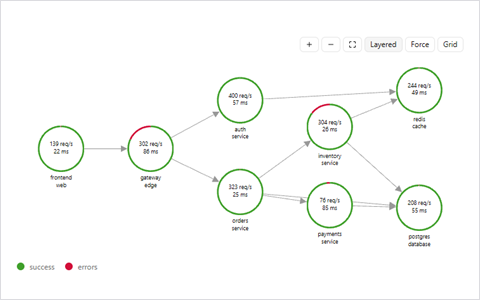 + − Layered Force Grid
139 req/s
22 ms
frontend
web
302 req/s
86 ms
gateway
edge
400 req/s
57 ms
auth
service
323 req/s
25 ms
orders
service
304 req/s
26 ms
inventory
service
76 req/s
85 ms
payments
service
244 req/s
49 ms
redis
cache
208 req/s
55 ms
postgres
database
success errors